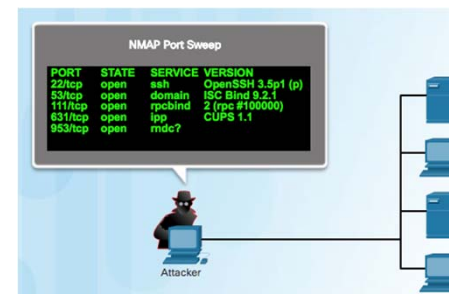 NMAP Port Sweep
PORT STATE SERVICE VERSION
22/tcp open ssh OpenSSH 3.5p1 (p)
53/tcp open domain ISC Bind 9.2.1
111/tcp open rpcbind 2 (rpc #100000)
631/tcp open ipp CUPS 1.1
953/tcp open rndc?
Attacker